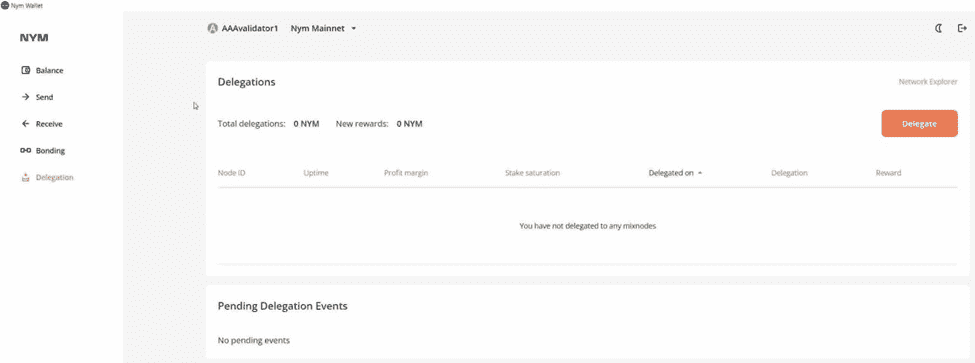 Nym Wallet
AAAvalidator1 Nym Mainnet
NYM
Balance
Send
Receive
Bonding
Delegation
Delegations Network Explorer
Total delegations: 0 NYM New rewards: 0 NYM Delegate
Node ID Uptime Profit margin Stake saturation Delegated on Delegation Reward
You have not delegated to any mixnodes
Pending Delegation Events
No pending events